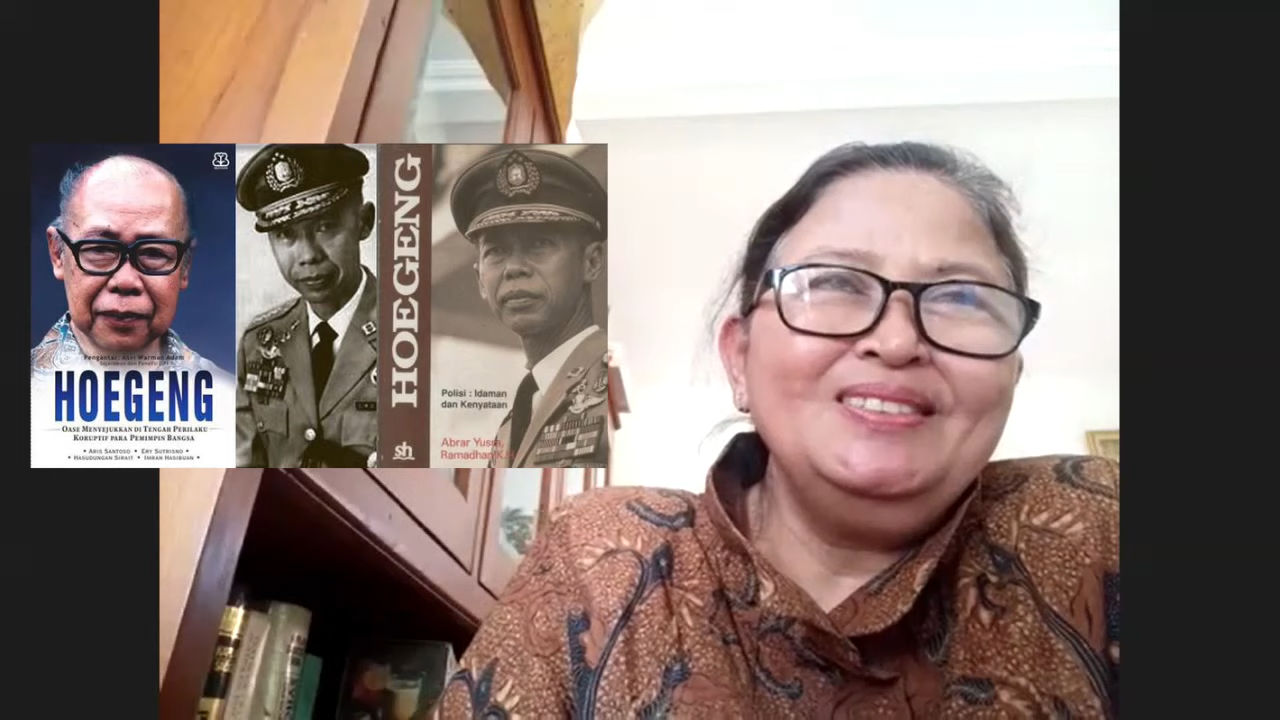 Pengantar: Asvi Warman Adam
HOEGENG
OASE MENYEJUKKAN DI TENGAH PERILAKU
KORUPTIF PARA PEMIMPIN BANGSA
• ARIS SANTOSO • ERY SUTRISNO •
• HASUDUNGAN SIRAIT • IMRAN HASIBUAN •
HOEGENG
sh
Polisi : Idaman
dan Kenyataan
Abrar Yusra,
Ramadhan K.H.